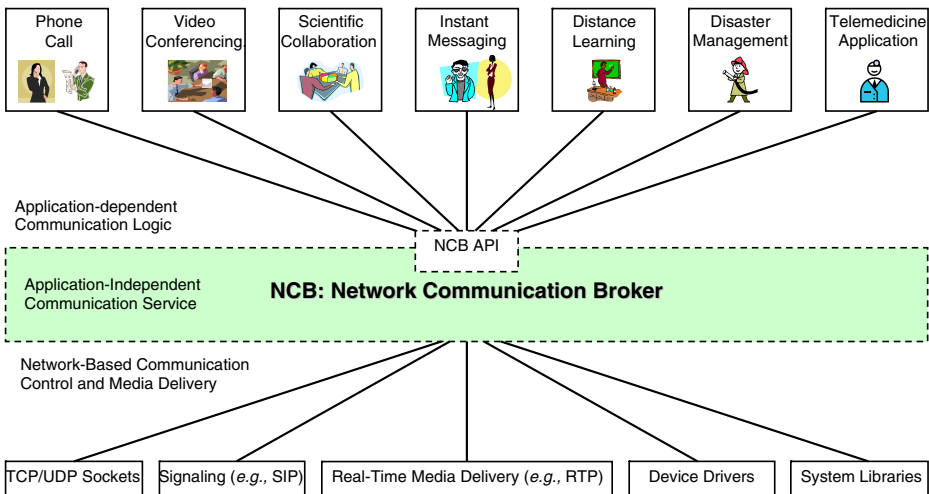 Phone
Call
Video
Conferencing.
Scientific
Collaboration
Instant
Messaging
Distance
Learning
Disaster
Management
Telemedicine
Application
Application-dependent
Communication Logic
NCB API
Application-Independent
Communication Service
NCB: Network Communication Broker
Network-Based Communication
Control and Media Delivery
TCP/UDP Sockets
Signaling (e.g., SIP)
Real-Time Media Delivery (e.g., RTP)
Device Drivers
System Libraries